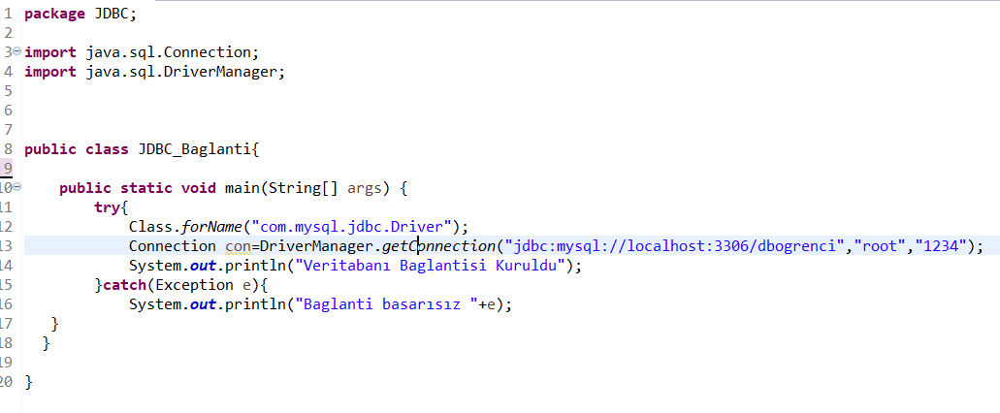 1 package JDBC;
2
3 import java.sql.Connection;
4 import java.sql.DriverManager;
5
6
7
8 public class JDBC_Baglanti{
9
10 public static void main(String[] args) {
11 try{
12 Class.forName("com.mysql.jdbc.Driver");
13 Connection con=DriverManager.getConnection("jdbc:mysql://localhost:3306/dbogrenci","root","1234");
14 System.out.println("Veritabanı Baglantisi Kuruldu");
15 }catch(Exception e){
16 System.out.println("Baglanti basarısız "+e);
17 }
18 }
19
20 }